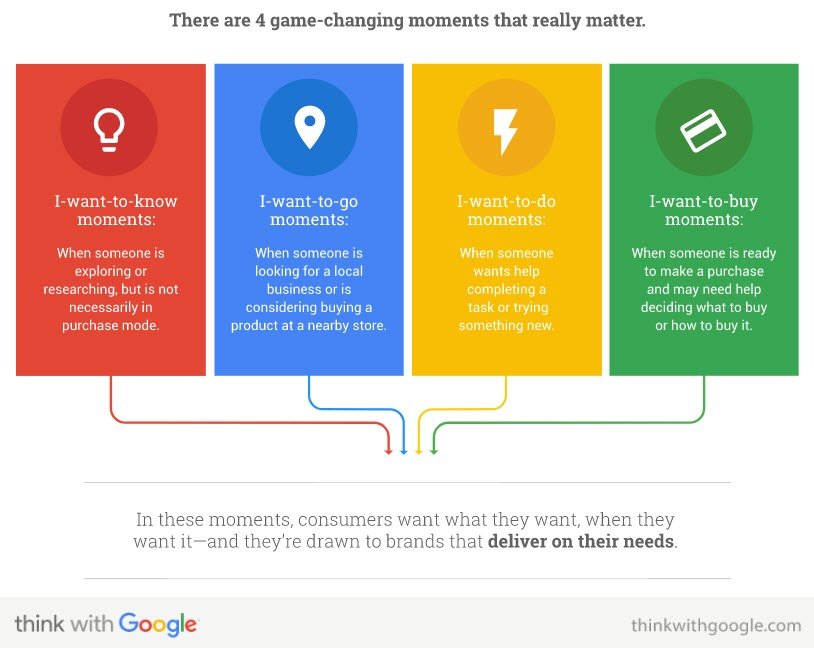 There are 4 game-changing moments that really matter.
I-want-to-know
moments:
When someone is
exploring or
researching, but is not
necessarily in
purchase mode.
I-want-to-go
moments:
When someone is
looking for a local
business or is
considering buying a
product at a nearby store.
I-want-to-do
moments:
When someone
wants help
completing a
task or trying
something new.
I-want-to-buy
moments:
When someone is ready
to make a purchase
and may need help
deciding what to buy
or how to buy it.
In these moments, consumers want what they want, when they
want it—and they're drawn to brands that deliver on their needs.
think with Google
thinkwithgoogle.com